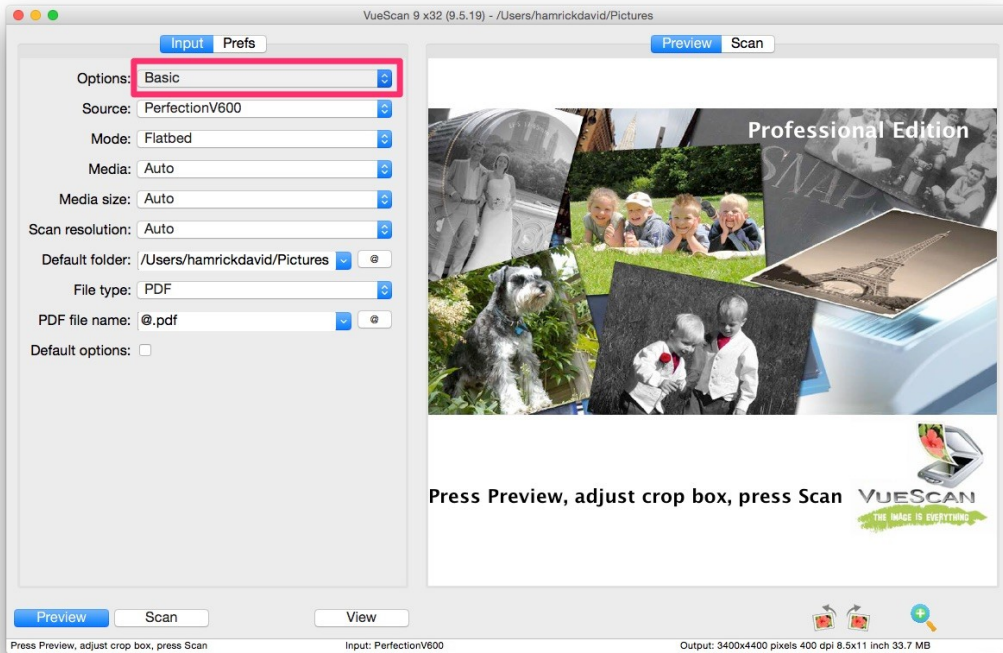 VueScan 9 x32 (9.5.19) - /Users/hamrickdavid/Pictures
Input Prefs
Preview Scan
Options: Basic
Source: PerfectionV600
Mode: Flatbed
Media: Auto
Media size: Auto
Scan resolution: Auto
Default folder: /Users/hamrickdavid/Pictures @
File type: PDF
PDF file name: @.pdf @
Default options:
Professional Edition
SNAP
Press Preview, adjust crop box, press Scan
VUESCAN
THE IMAGE IS EVERYTHING
Preview Scan View
Press Preview, adjust crop box, press Scan Input: PerfectionV600 Output: 3400x4400 pixels 400 dpi 8.5x11 inch 33.7 MB